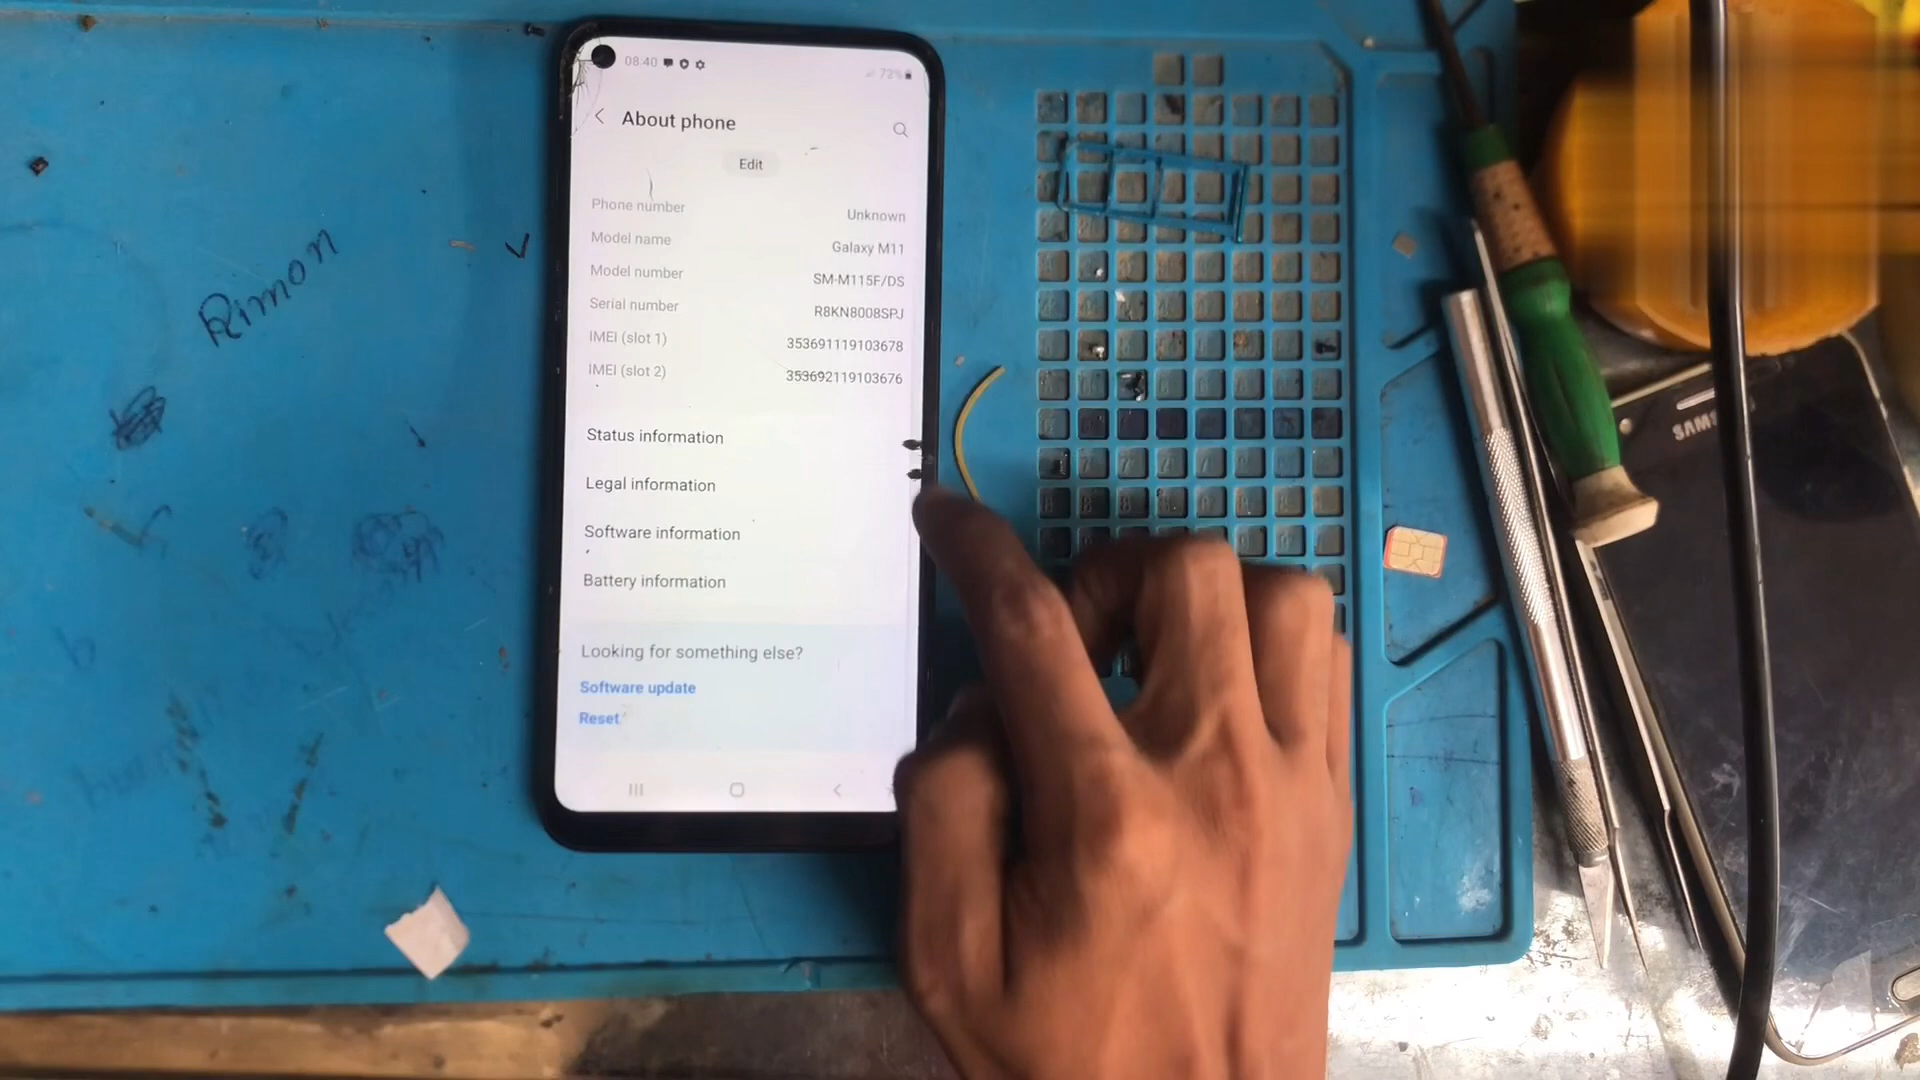 08:40
72%
About phone
Edit
Phone number Unknown
Model name Galaxy M11
Model number SM-M115F/DS
Serial number R8KN8008SPJ
IMEI (slot 1) 353691119103678
IMEI (slot 2) 353692119103676
Status information
Legal information
Software information
Battery information
Looking for something else?
Software update
Reset
Rimon
SAMS